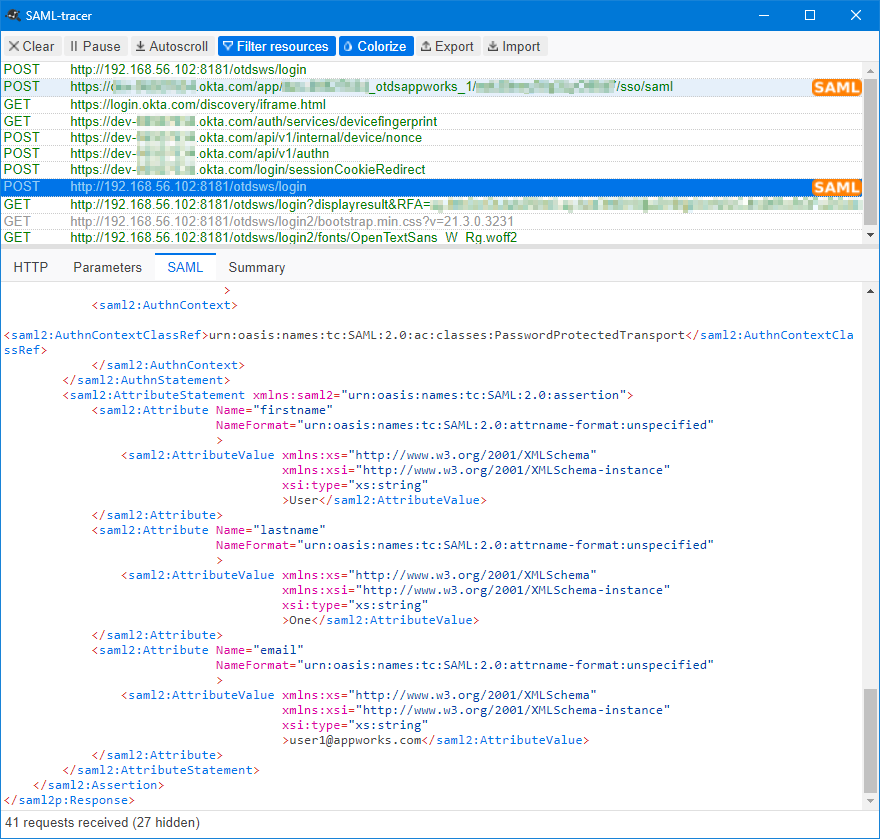 SAML-tracer
Clear Pause Autoscroll Filter resources Colorize Export Import
POST http://192.168.56.102:8181/otdsws/login
POST https://d .okta.com/app/ _otdsappworks_1/ /sso/saml SAML
GET https://login.okta.com/discovery/iframe.html
GET https://dev- .okta.com/auth/services/devicefingerprint
POST https://dev- .okta.com/api/v1/internal/device/nonce
POST https://dev- .okta.com/api/v1/authn
POST https://dev- .okta.com/login/sessionCookieRedirect
POST http://192.168.56.102:8181/otdsws/login SAML
GET http://192.168.56.102:8181/otdsws/login?displayresult&RFA=
GET http://192.168.56.102:8181/otdsws/login2/bootstrap.min.css?v=21.3.0.3231
GET http://192.168.56.102:8181/otdsws/login2/fonts/OpenTextSans_W_Rg.woff2
HTTP Parameters SAML Summary
>
<saml2:AuthnContext>
<saml2:AuthnContextClassRef>urn:oasis:names:tc:SAML:2.0:ac:classes:PasswordProtectedTransport</saml2:AuthnContextCla
ssRef>
</saml2:AuthnContext>
</saml2:AuthnStatement>
<saml2:AttributeStatement xmlns:saml2="urn:oasis:names:tc:SAML:2.0:assertion">
<saml2:Attribute Name="firstname"
NameFormat="urn:oasis:names:tc:SAML:2.0:attrname-format:unspecified"
>
<saml2:AttributeValue xmlns:xs="http://www.w3.org/2001/XMLSchema"
xmlns:xsi="http://www.w3.org/2001/XMLSchema-instance"
xsi:type="xs:string"
>User</saml2:AttributeValue>
</saml2:Attribute>
<saml2:Attribute Name="lastname"
NameFormat="urn:oasis:names:tc:SAML:2.0:attrname-format:unspecified"
>
<saml2:AttributeValue xmlns:xs="http://www.w3.org/2001/XMLSchema"
xmlns:xsi="http://www.w3.org/2001/XMLSchema-instance"
xsi:type="xs:string"
>One</saml2:AttributeValue>
</saml2:Attribute>
<saml2:Attribute Name="email"
NameFormat="urn:oasis:names:tc:SAML:2.0:attrname-format:unspecified"
>
<saml2:AttributeValue xmlns:xs="http://www.w3.org/2001/XMLSchema"
xmlns:xsi="http://www.w3.org/2001/XMLSchema-instance"
xsi:type="xs:string"
>user1@appworks.com</saml2:AttributeValue>
</saml2:Attribute>
</saml2:AttributeStatement>
</saml2:Assertion>
</saml2p:Response>
41 requests received (27 hidden)